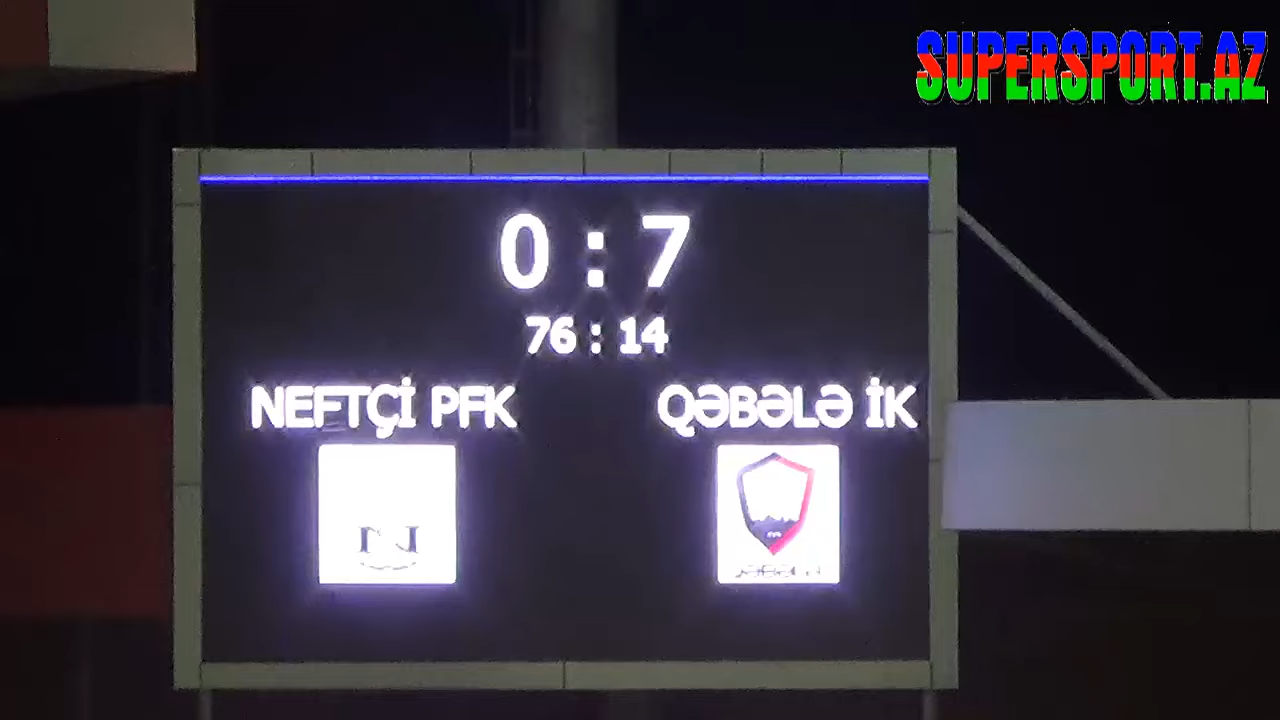 SUPERSPORT.AZ
0 : 7
76 : 14
NEFTÇİ PFK
QƏBƏLƏ İK